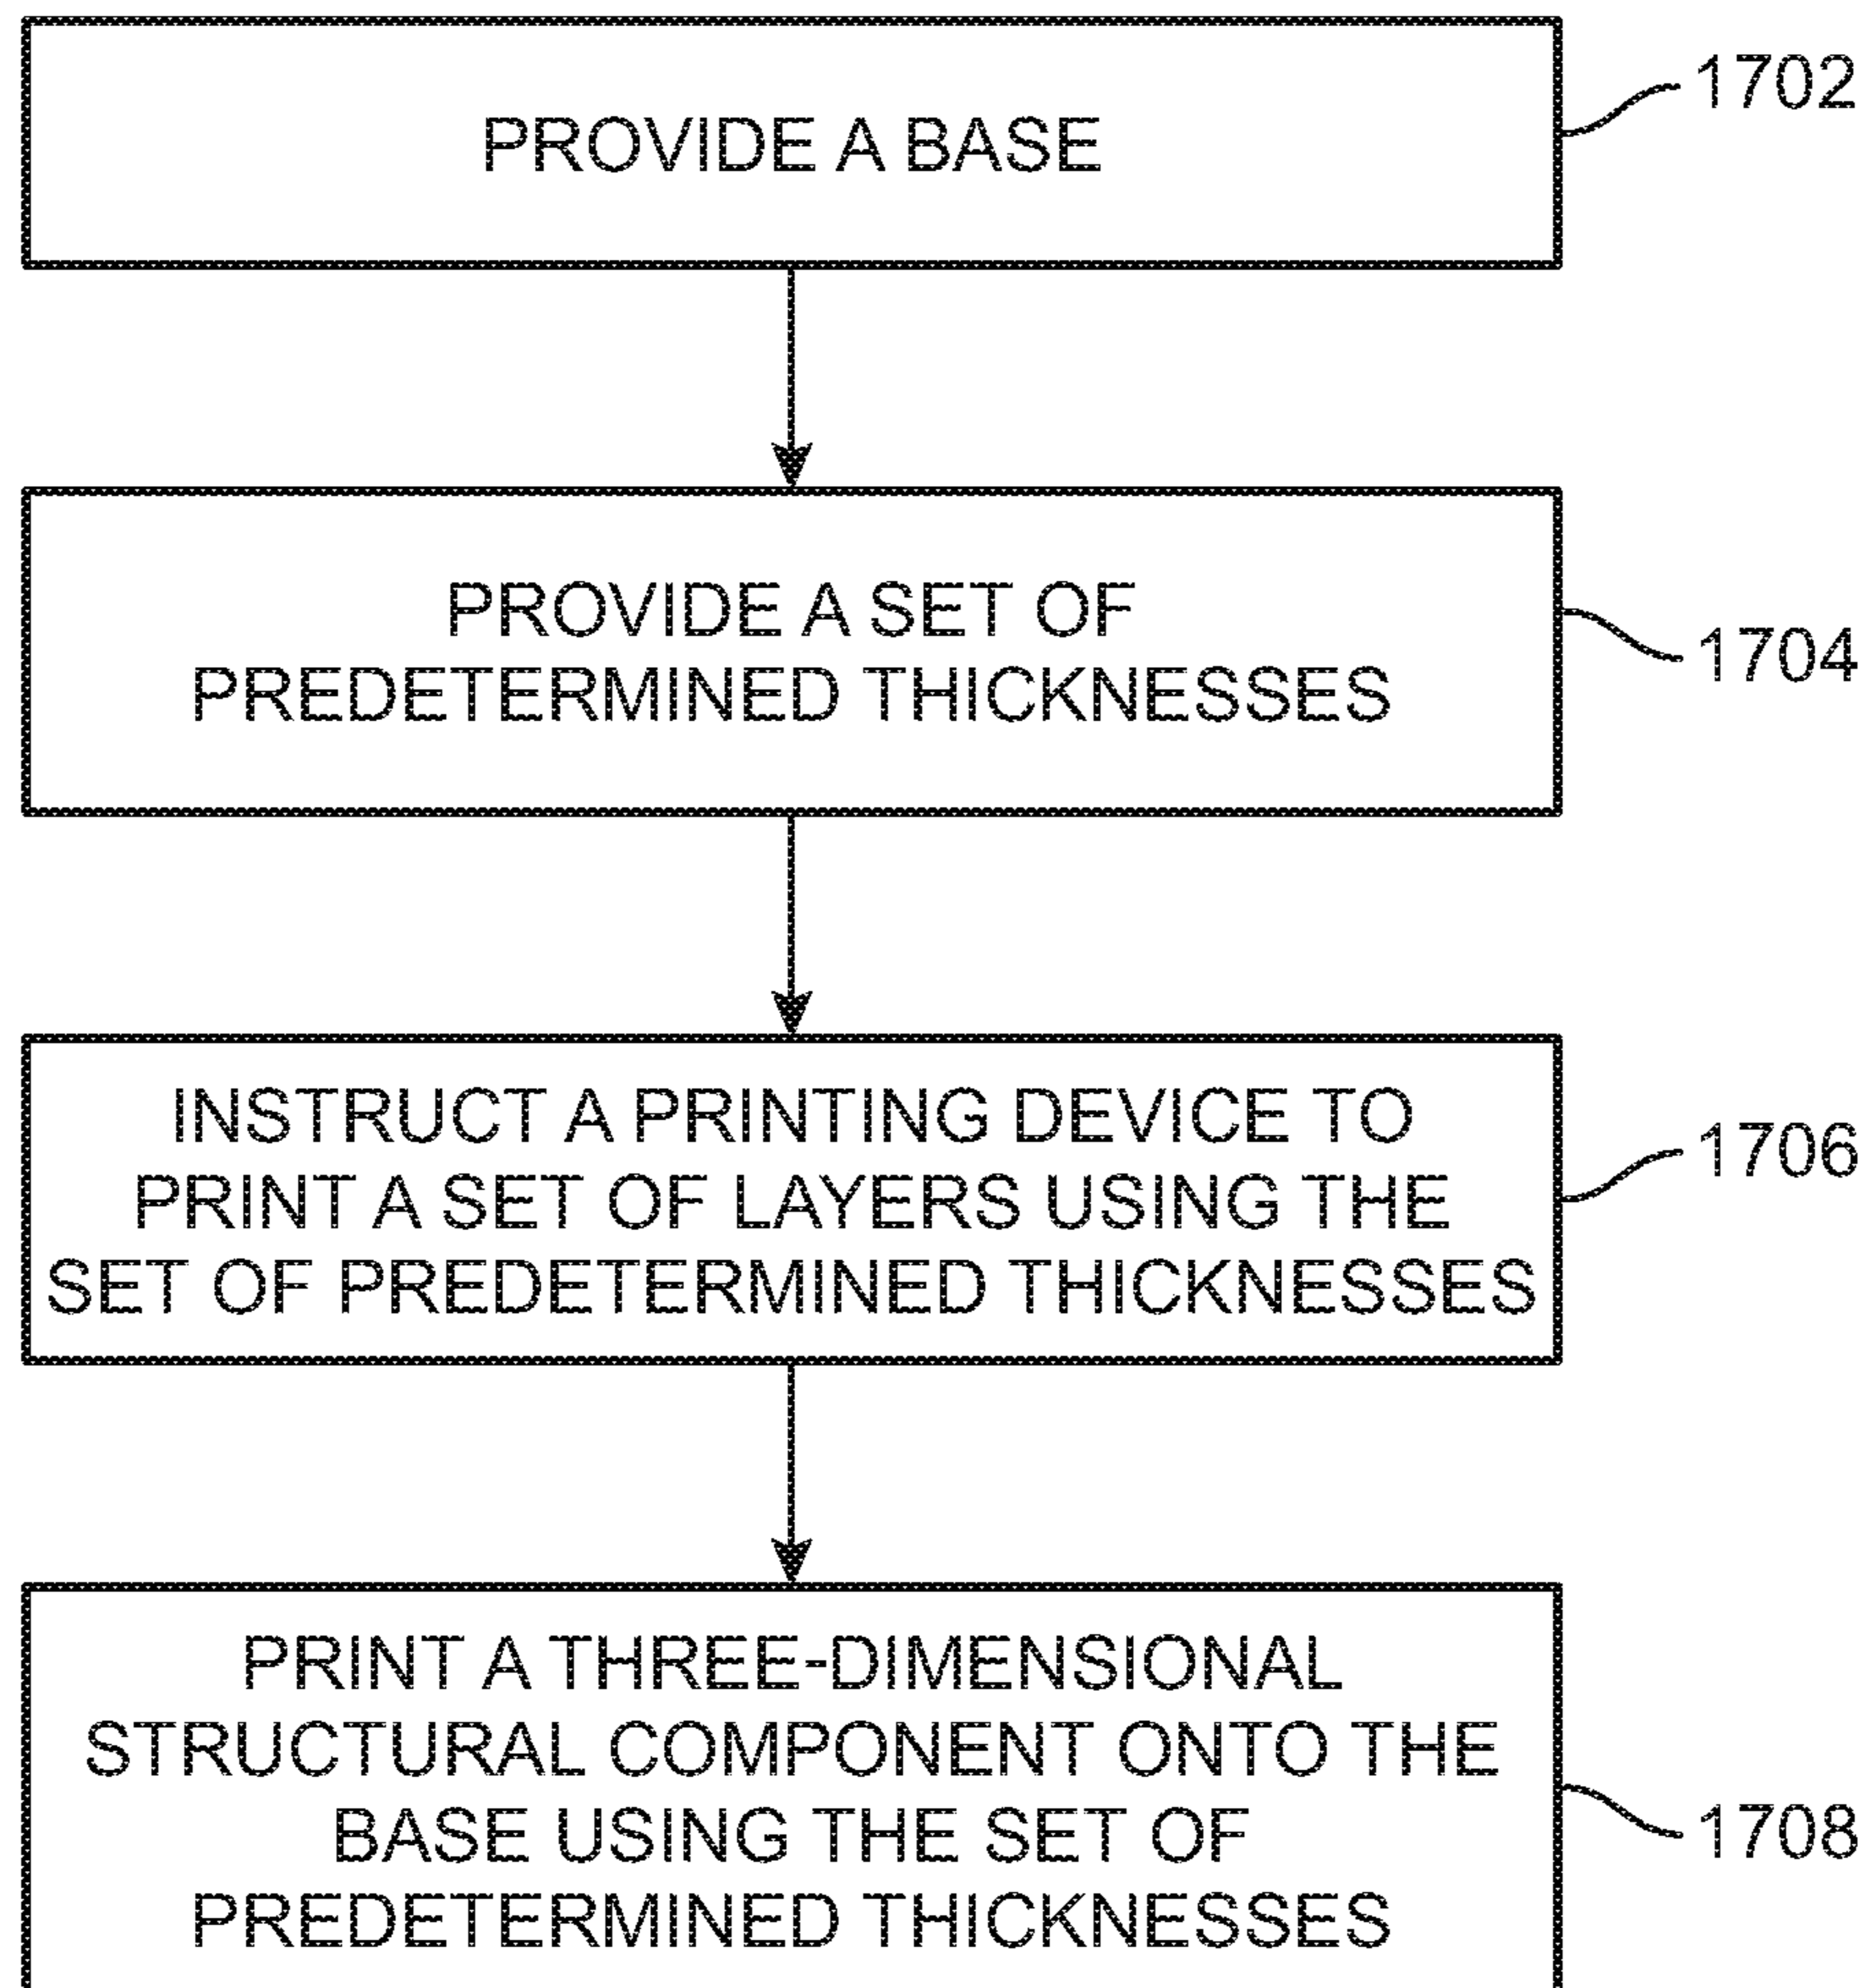 PROVIDE A BASE
1702
PROVIDE A SET OF
PREDETERMINED THICKNESSES
1704
INSTRUCT A PRINTING DEVICE TO
PRINT A SET OF LAYERS USING THE
SET OF PREDETERMINED THICKNESSES
1706
PRINT A THREE-DIMENSIONAL
STRUCTURAL COMPONENT ONTO THE
BASE USING THE SET OF
PREDETERMINED THICKNESSES
1708